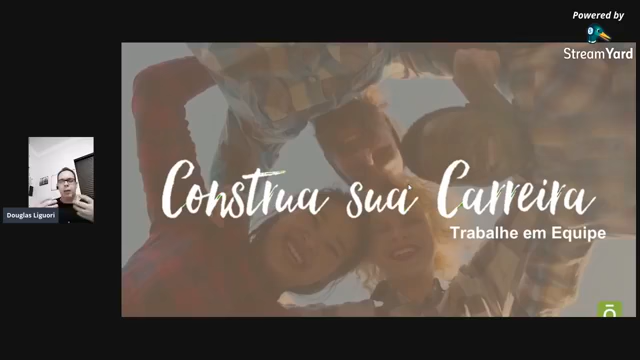 Powered by
StreamYard
Construa sua Carreira
Trabalhe em Equipe
Douglas Liguori
ō